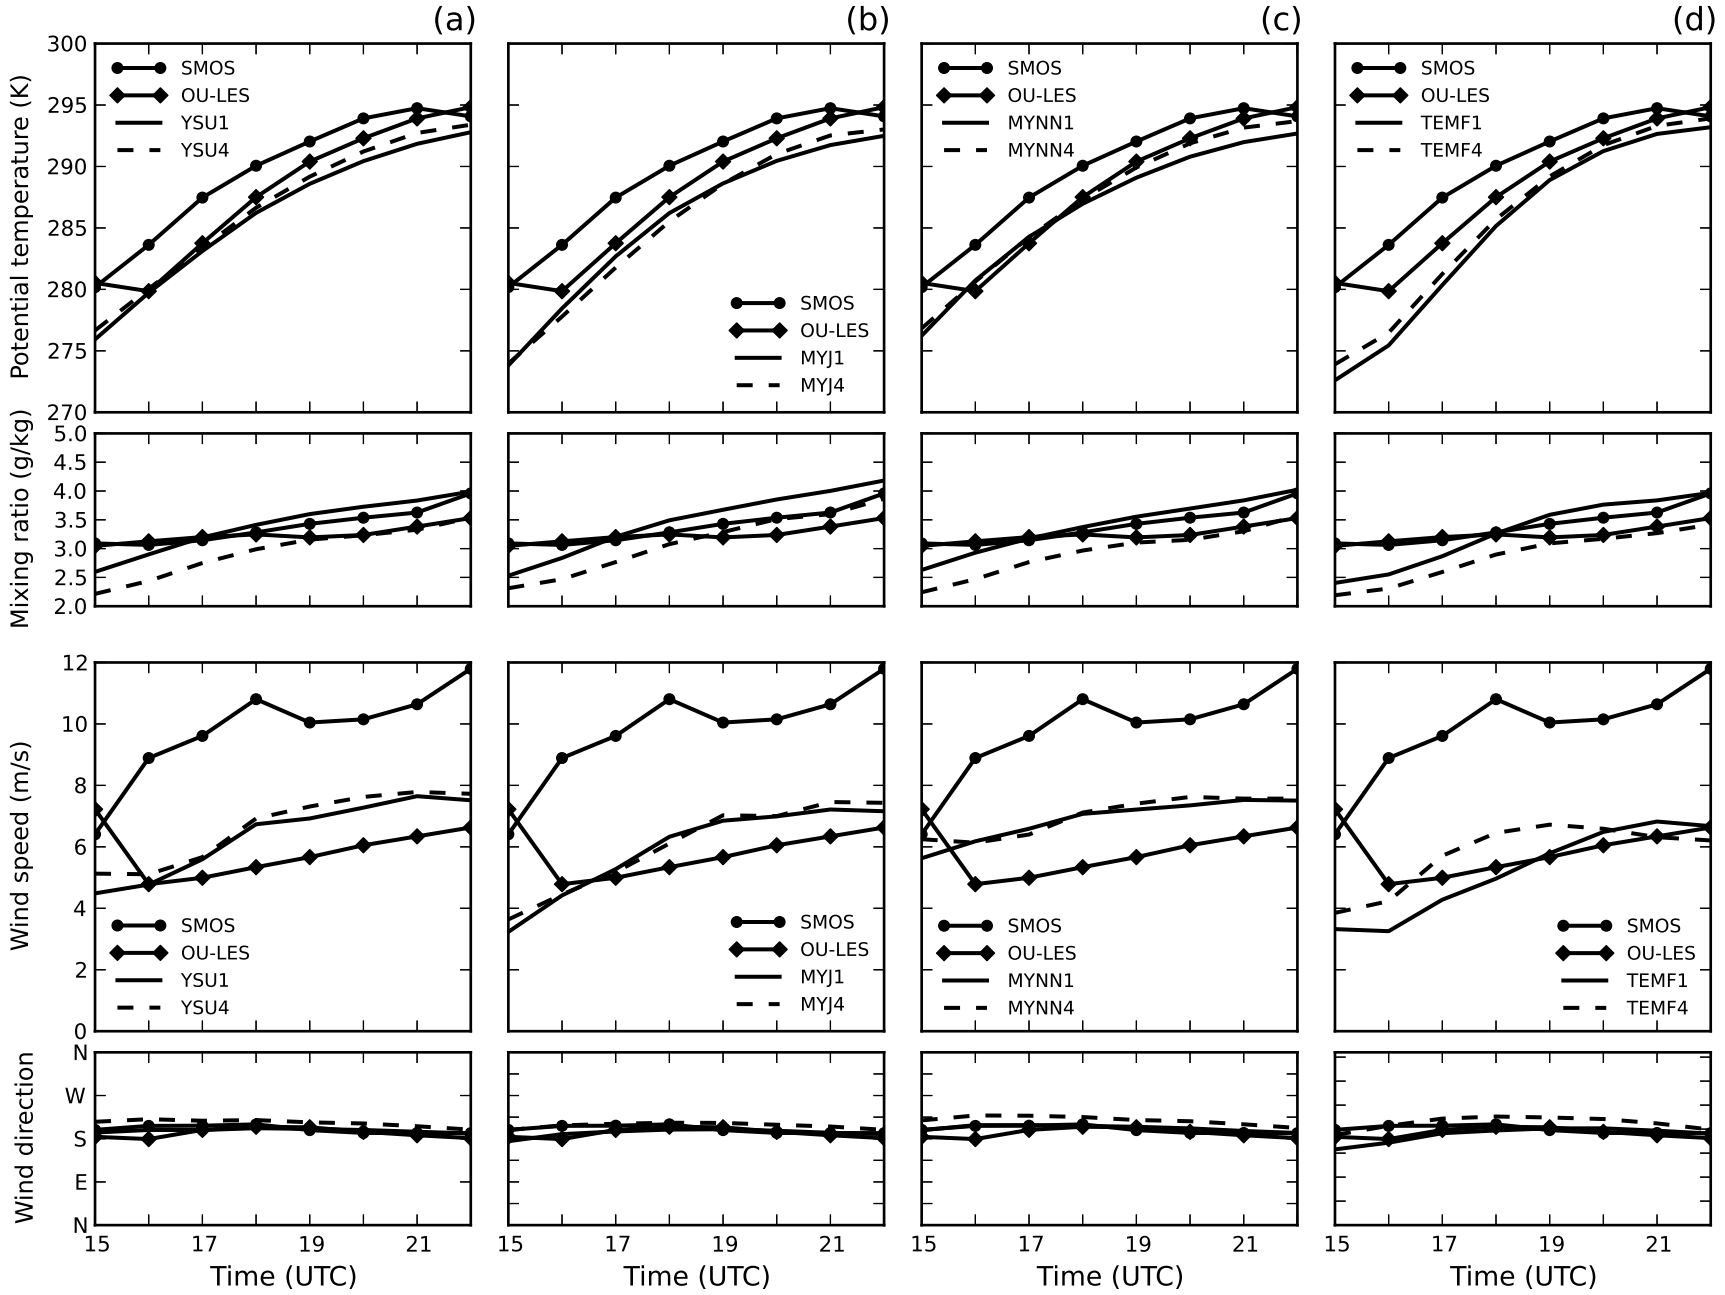 (a)
(b)
(c)
(d)
Potential temperature (K)
300
295
290
285
280
275
270
SMOS
OU-LES
YSU1
YSU4
SMOS
OU-LES
MYJ1
MYJ4
SMOS
OU-LES
MYNN1
MYNN4
SMOS
OU-LES
TEMF1
TEMF4
Mixing ratio (g/kg)
5.0
4.5
4.0
3.5
3.0
2.5
2.0
Wind speed (m/s)
12
10
8
6
4
2
0
SMOS
OU-LES
YSU1
YSU4
SMOS
OU-LES
MYJ1
MYJ4
SMOS
OU-LES
MYNN1
MYNN4
SMOS
OU-LES
TEMF1
TEMF4
Wind direction
N
W
S
E
N
15 17 19 21
15 17 19 21
15 17 19 21
15 17 19 21
Time (UTC)
Time (UTC)
Time (UTC)
Time (UTC)